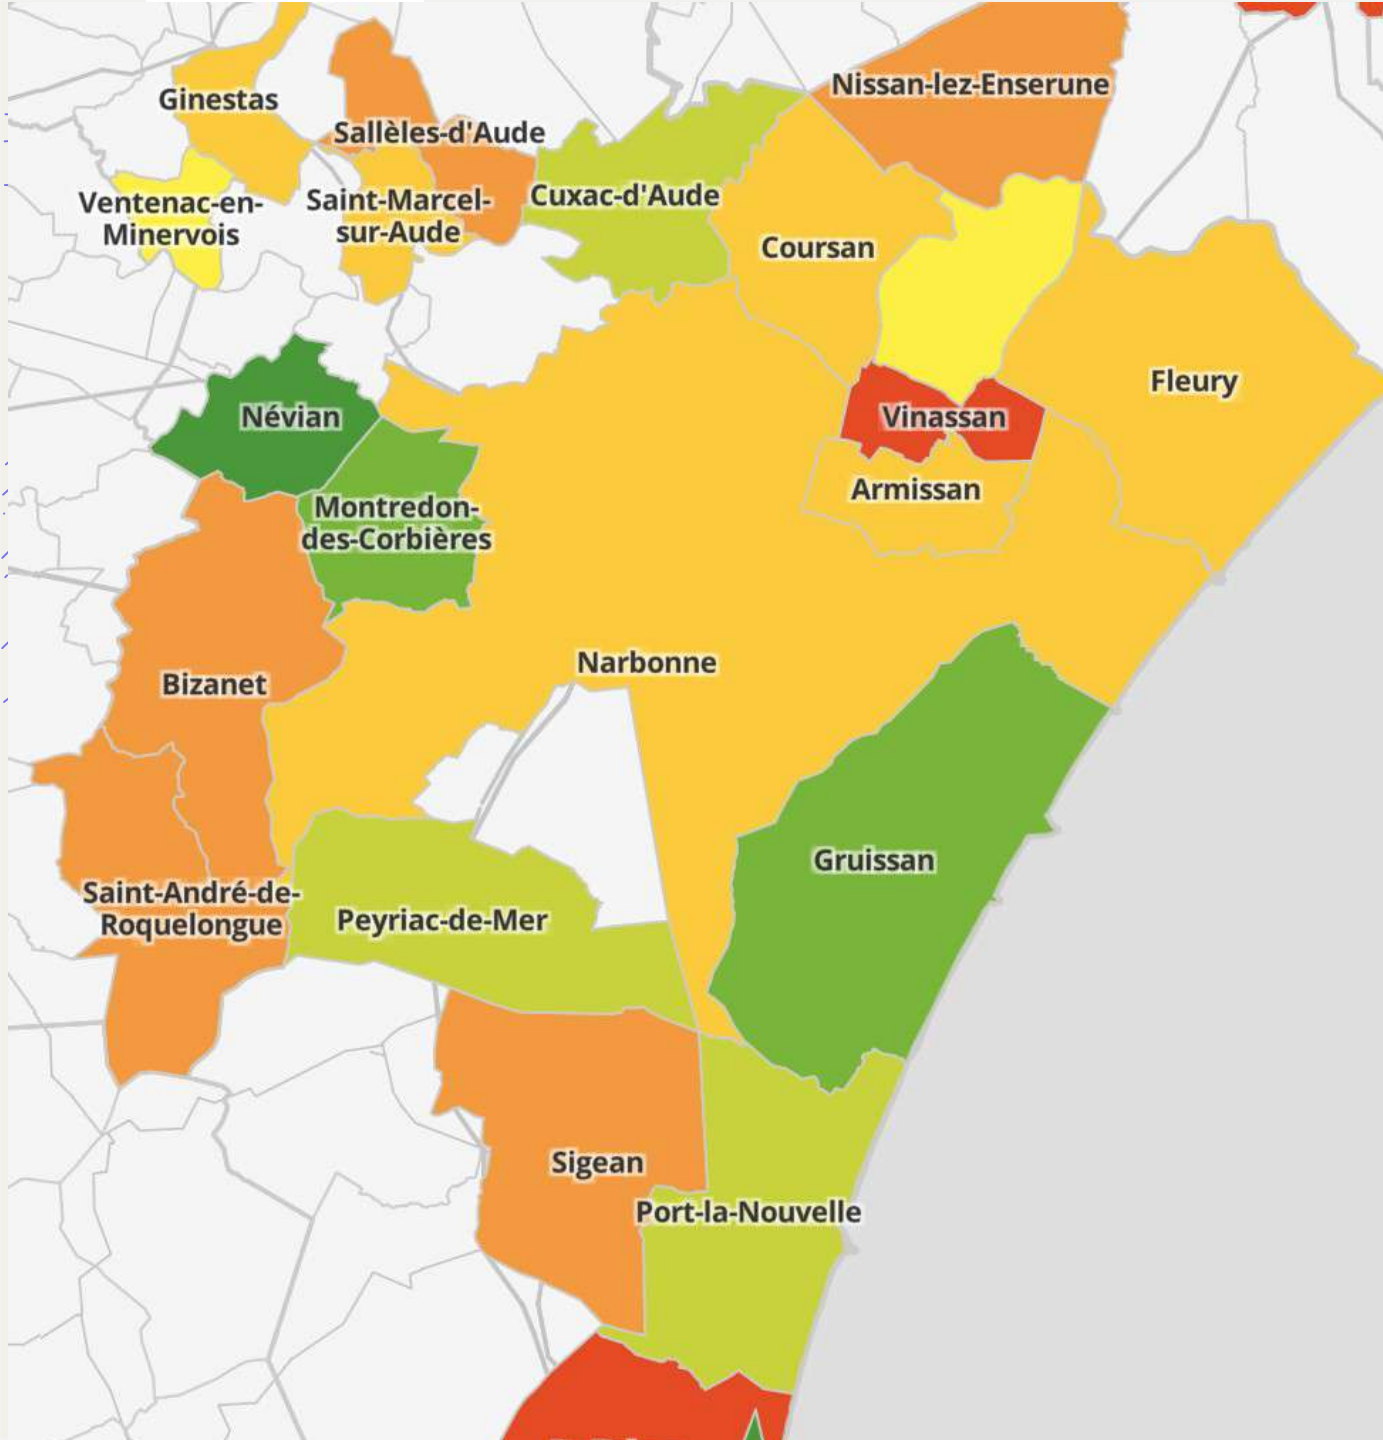 Nissan-lez-Enserune
Ginestas
Sallèles-d'Aude
Cuxac-d'Aude
Ventenac-en-
Minervois
Saint-Marcel-
sur-Aude
Coursan
Fleury
Névian
Vinassan
Armissan
Montredon-
des-Corbières
Narbonne
Bizanet
Gruissan
Saint-André-de-
Roquelongue
Peyriac-de-Mer
Sigean
Port-la-Nouvelle